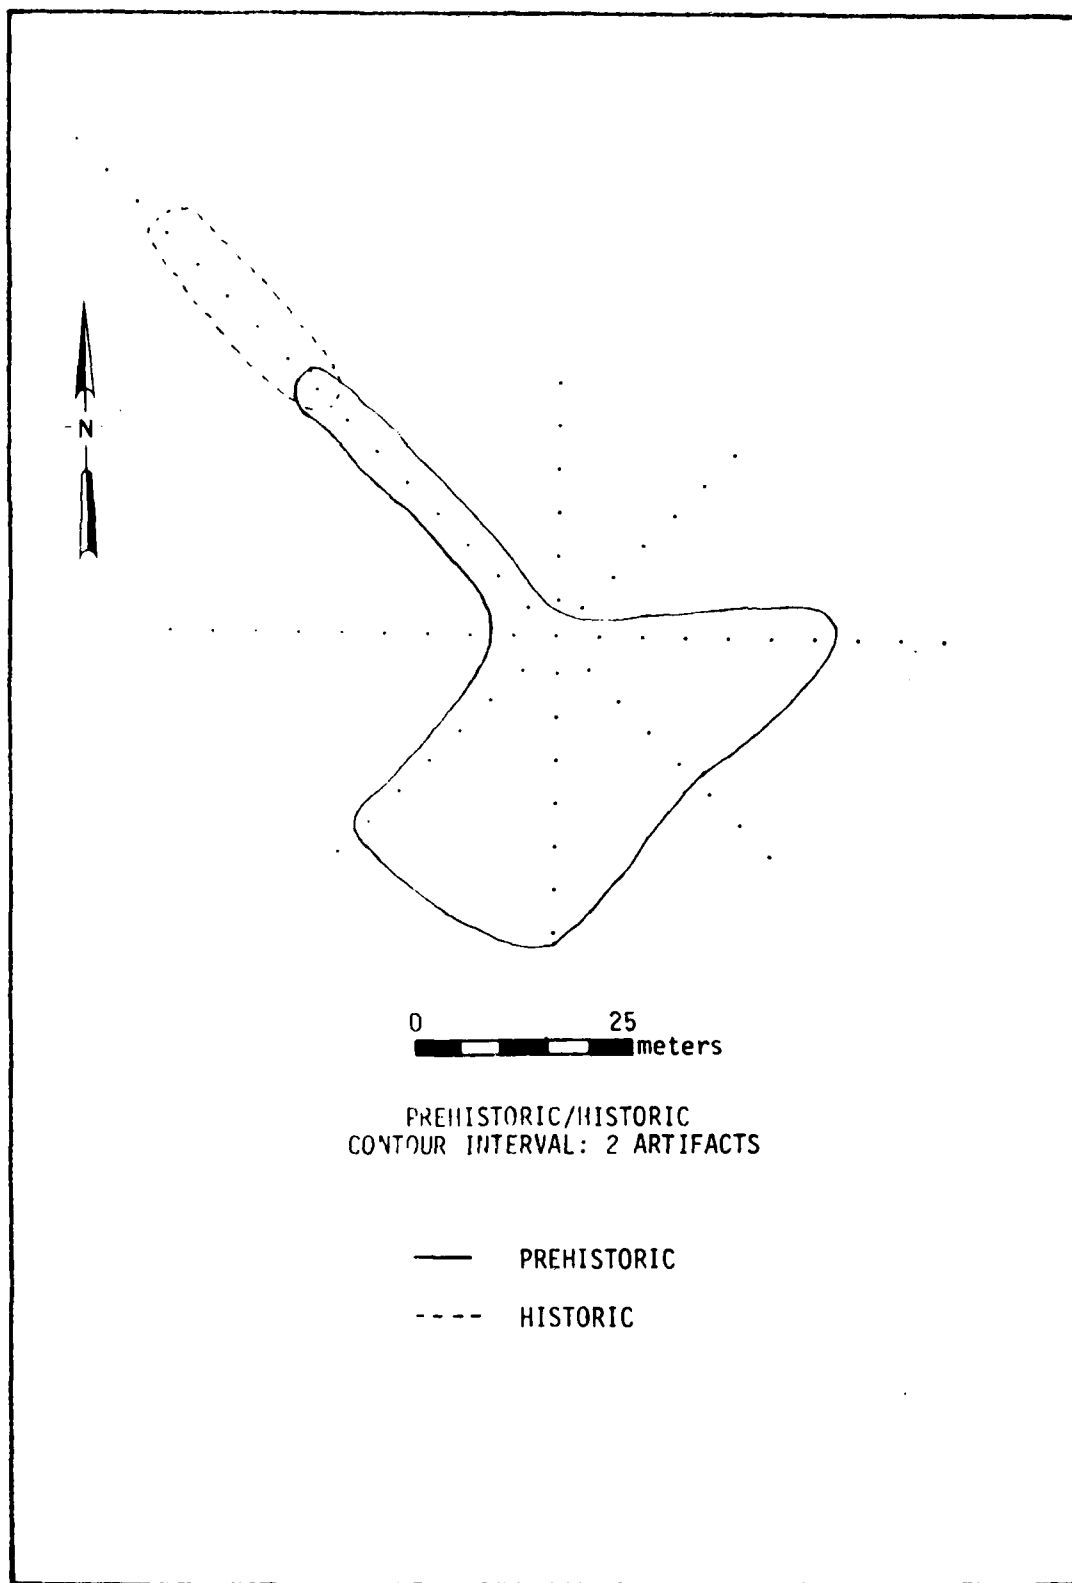 N
0 25
meters
PREHISTORIC/HISTORIC
CONTOUR INTERVAL: 2 ARTIFACTS
PREHISTORIC
HISTORIC